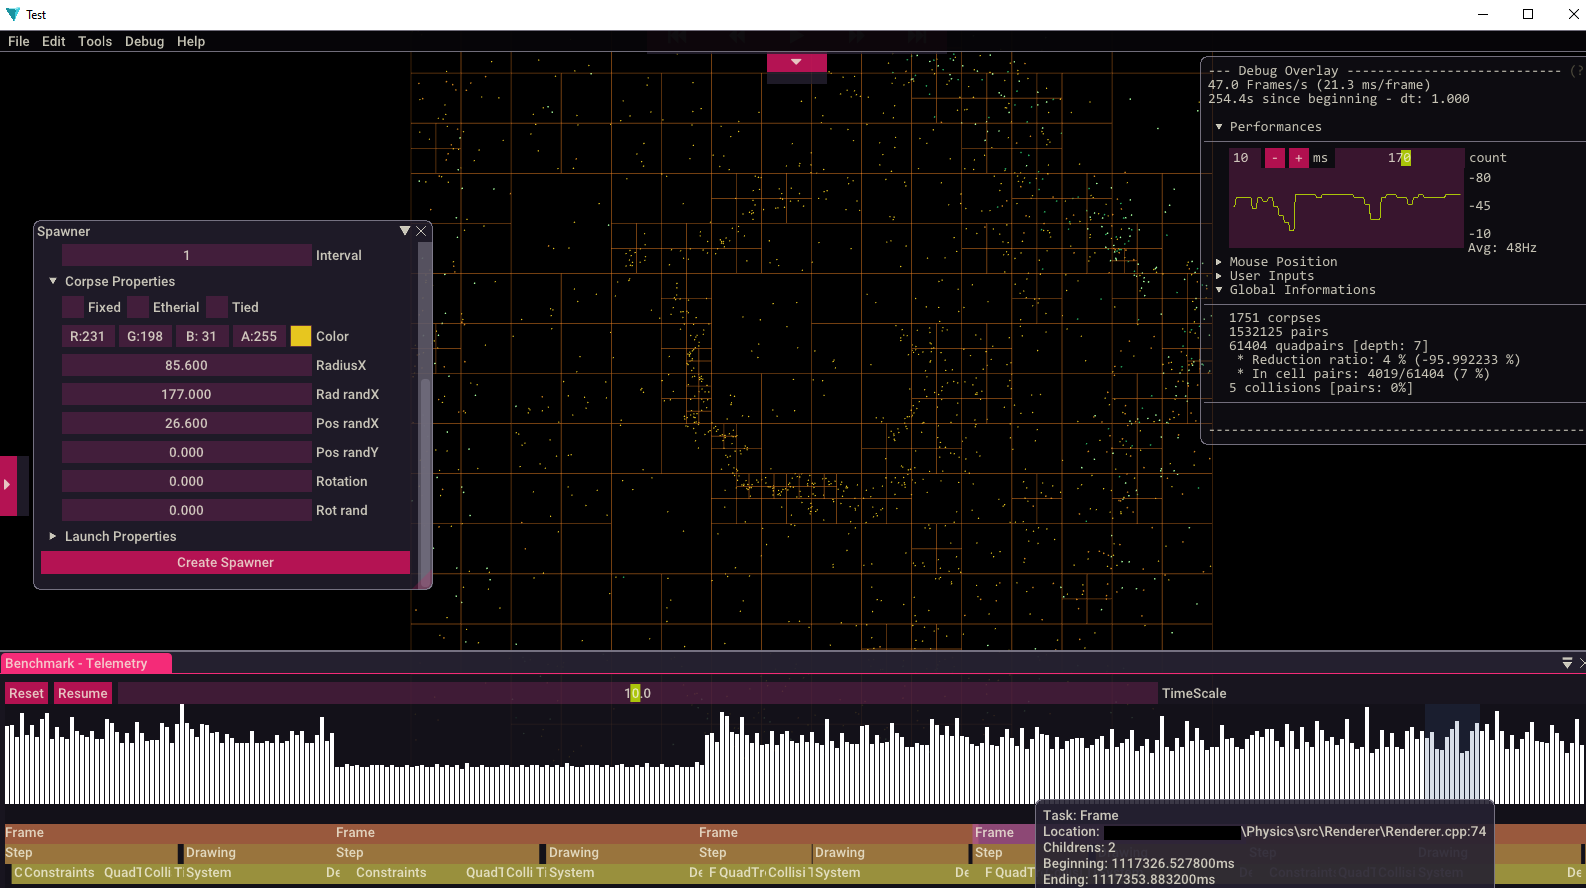 Test
File Edit Tools Debug Help
--- Debug Overlay ---------------------------- (?
47.0 Frames/s (21.3 ms/frame)
254.4s since beginning - dt: 1.000
Performances
10 - + ms 170 count
-80
-45
-10
Avg: 48Hz
Mouse Position
User Inputs
Global Informations
1751 corpses
1532125 pairs
61404 quadpairs [depth: 7]
* Reduction ratio: 4 % (-95.992233 %)
* In cell pairs: 4019/61404 (7 %)
5 collisions [pairs: 0%]
Spawner
1 Interval
Corpse Properties
Fixed Etherial Tied
R:231 G:198 B: 31 A:255 Color
85.600 RadiusX
177.000 Rad randX
26.600 Pos randX
0.000 Pos randY
0.000 Rotation
0.000 Rot rand
Launch Properties
Create Spawner
Benchmark - Telemetry
Reset Resume 10.0 TimeScale
Frame Frame Frame Frame
Step Drawing Step Drawing Step Drawing Step
C Constraints QuadT Colli T System De Constraints QuadT Colli T System De F QuadTr Collisi T System De F QuadT De
Task: Frame
Location: \Physics\src\Renderer\Renderer.cpp:74
Childrens: 2
Beginning: 1117326.527800ms
Ending: 1117353.883200ms